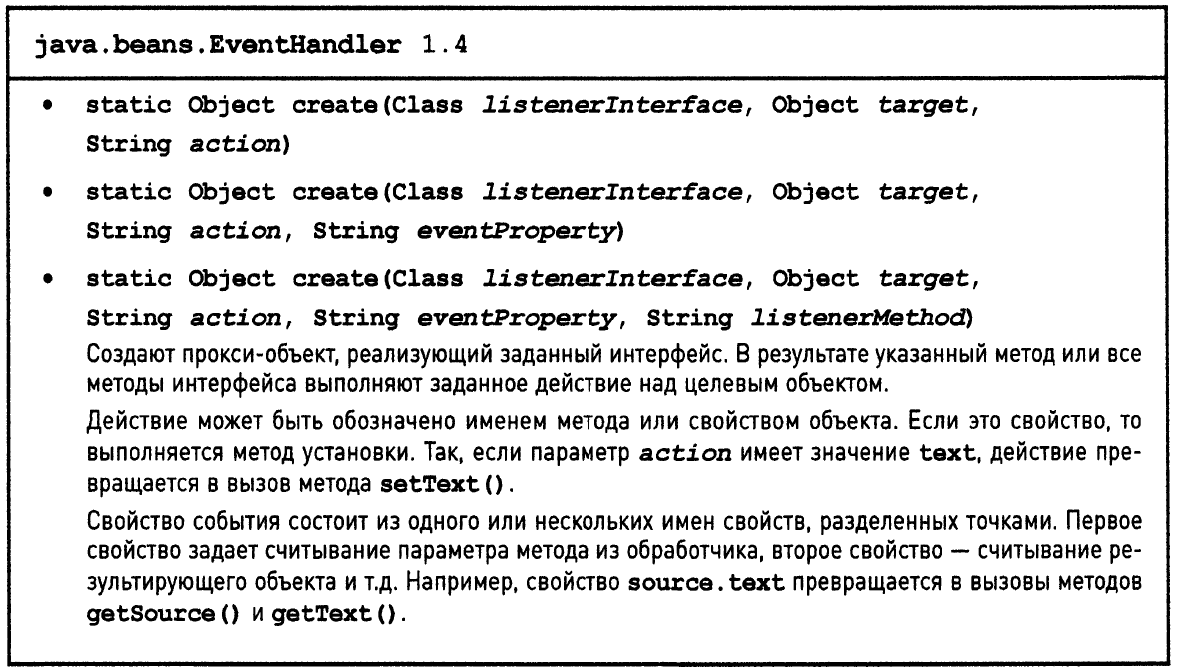 java.beans.EventHandler 1.4
• static Object create(Class listenerInterface, Object target,
String action)
• static Object create(Class listenerInterface, Object target,
String action, String eventProperty)
• static Object create(Class listenerInterface, Object target,
String action, String eventProperty, String listenerMethod)
Создают прокси-объект, реализующий заданный интерфейс. В результате указанный метод или все
методы интерфейса выполняют заданное действие над целевым объектом.
Действие может быть обозначено именем метода или свойством объекта. Если это свойство, то
выполняется метод установки. Так, если параметр action имеет значение text, действие пре-
вращается в вызов метода setText().
Свойство события состоит из одного или нескольких имен свойств, разделенных точками. Первое
свойство задает считывание параметра метода из обработчика, второе свойство — считывание ре-
зультирующего объекта и т.д. Например, свойство source.text превращается в вызовы методов
getSource() и getText().